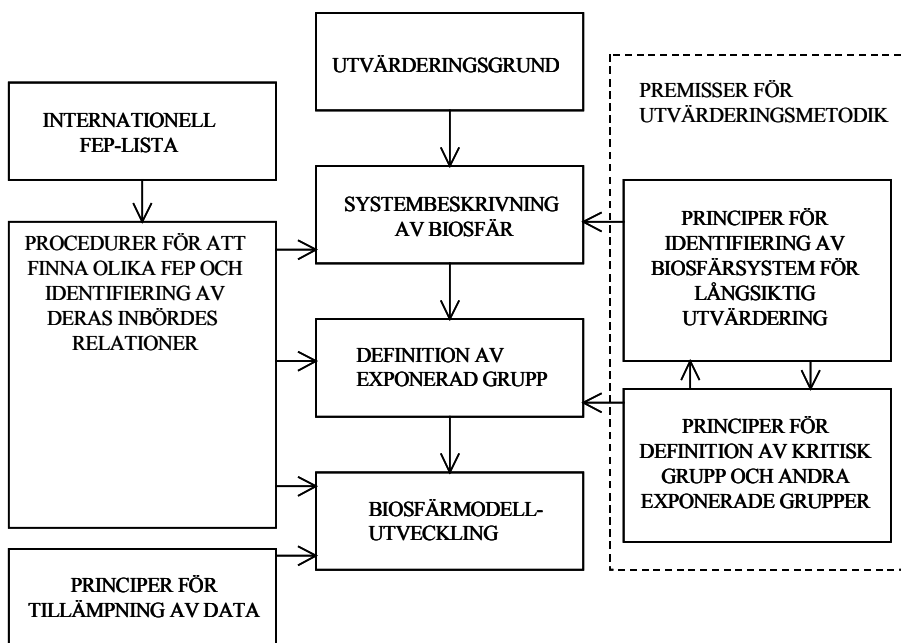 UTVÄRDERINGSGRUND
PREMISSER FÖR
UTVÄRDERINGSMETODIK
INTERNATIONELL
FEP-LISTA
SYSTEMBESKRIVNING
AV BIOSFÄR
PRINCIPER FÖR
IDENTIFIERING AV
BIOSFÄRSYSTEM FÖR
LÅNGSIKTIG
UTVÄRDERING
PROCEDURER FÖR ATT
FINNA OLIKA FEP OCH
IDENTIFIERING AV
DERAS INBÖRDES
RELATIONER
DEFINITION AV
EXPONERAD GRUPP
PRINCIPER FÖR
DEFINITION AV KRITISK
GRUPP OCH ANDRA
EXPONERADE GRUPPER
BIOSFÄRMODELL-
UTVECKLING
PRINCIPER FÖR
TILLÄMPNING AV DATA